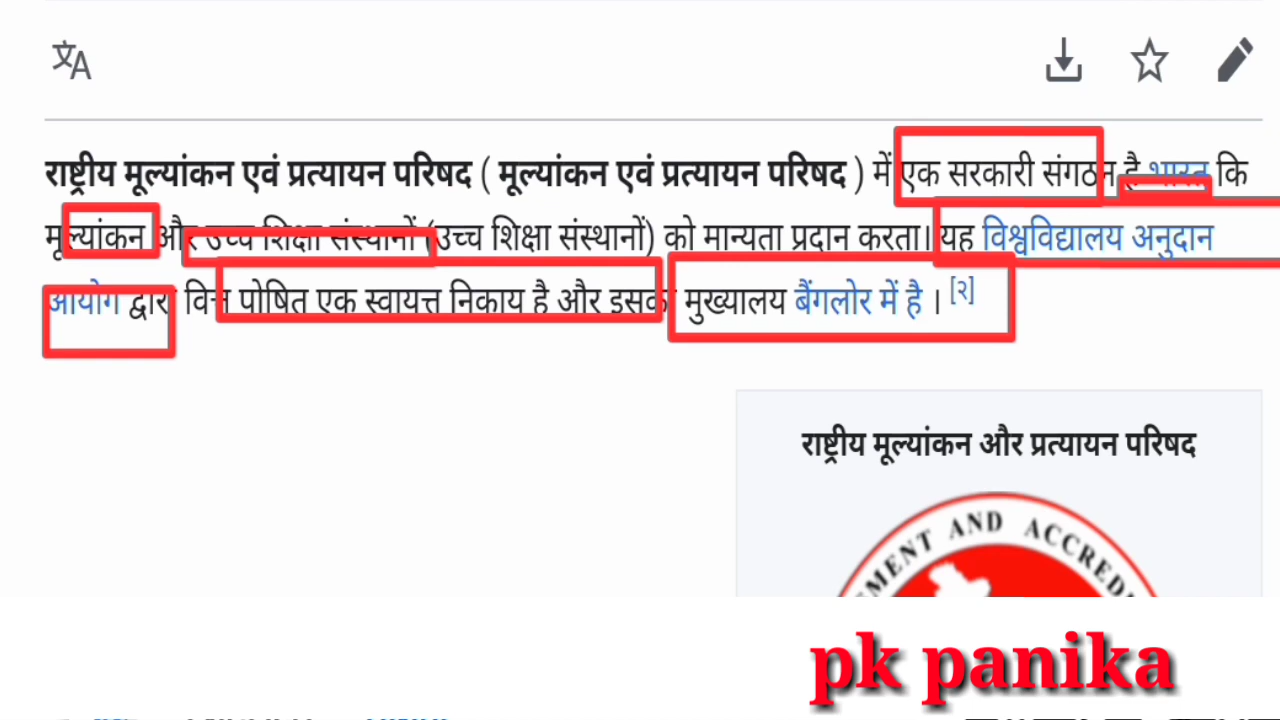 राष्ट्रीय मूल्यांकन एवं प्रत्यायन परिषद ( मूल्यांकन एवं प्रत्यायन परिषद ) में एक सरकारी संगठन है भारत कि
मूल्यांकन और उच्च शिक्षा संस्थानों (उच्च शिक्षा संस्थानों) को मान्यता प्रदान करता। यह विश्वविद्यालय अनुदान
आयोग द्वारा वित्त पोषित एक स्वायत्त निकाय है और इसका मुख्यालय बैंगलोर में है । [२]
राष्ट्रीय मूल्यांकन और प्रत्यायन परिषद
AND ACCREDI
pk panika